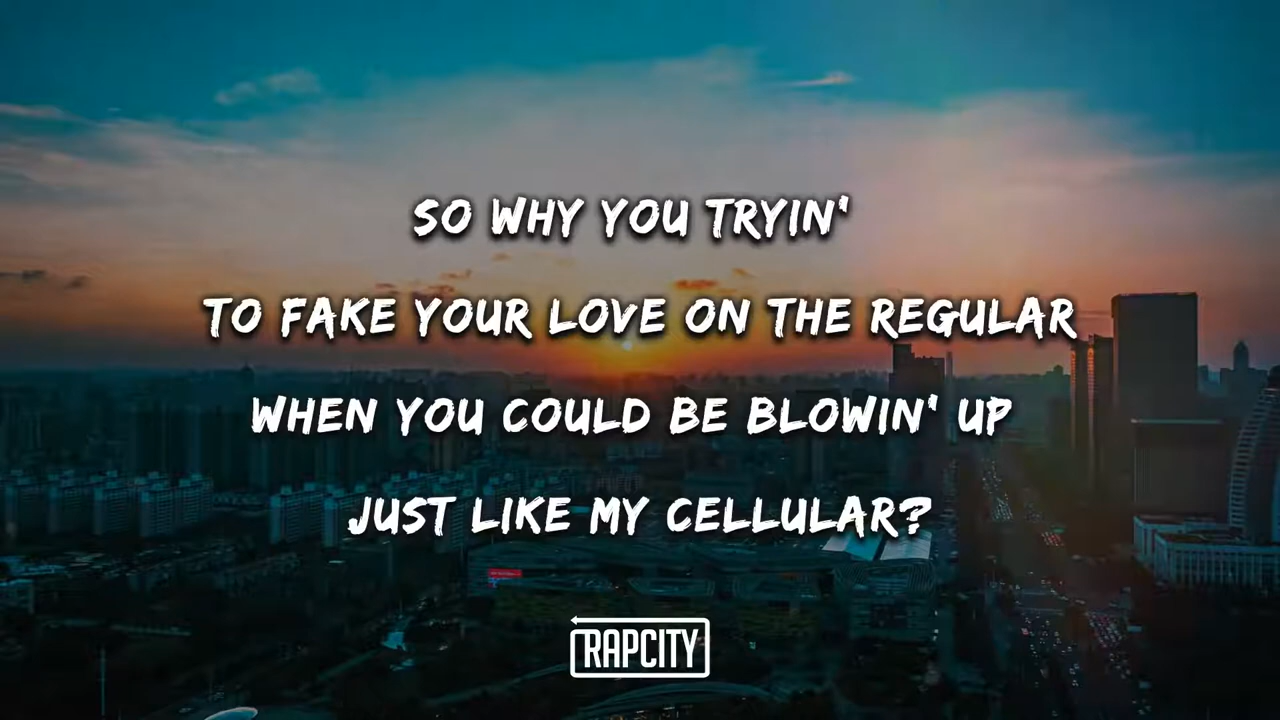 SO WHY YOU TRYIN'
TO FAKE YOUR LOVE ON THE REGULAR
WHEN YOU COULD BE BLOWIN' UP
JUST LIKE MY CELLULAR?
RAPCITY